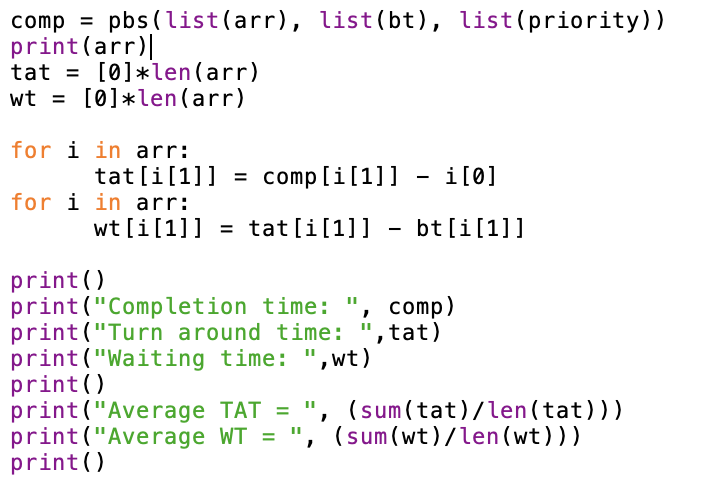 comp = pbs(list(arr), list(bt), list(priority))
print(arr)
tat = [0]*len(arr)
wt = [0]*len(arr)

for i in arr:
      tat[i[1]] = comp[i[1]] - i[0]
for i in arr:
      wt[i[1]] = tat[i[1]] - bt[i[1]]

print()
print("Completion time: ", comp)
print("Turn around time: ",tat)
print("Waiting time: ",wt)
print()
print("Average TAT = ", (sum(tat)/len(tat)))
print("Average WT = ", (sum(wt)/len(wt)))
print()